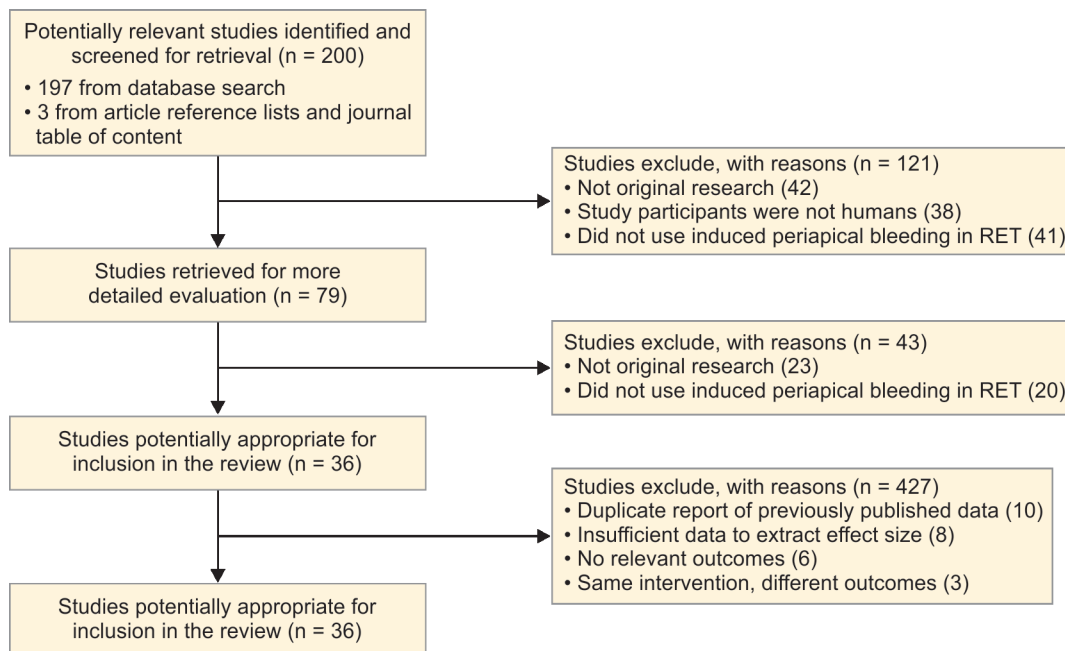 Potentially relevant studies identified and
screened for retrieval (n = 200)
• 197 from database search
• 3 from article reference lists and journal
table of content
Studies exclude, with reasons (n = 121)
• Not original research (42)
• Study participants were not humans (38)
• Did not use induced periapical bleeding in RET (41)
Studies retrieved for more
detailed evaluation (n = 79)
Studies exclude, with reasons (n = 43)
• Not original research (23)
• Did not use induced periapical bleeding in RET (20)
Studies potentially appropriate for
inclusion in the review (n = 36)
Studies exclude, with reasons (n = 427)
• Duplicate report of previously published data (10)
• Insufficient data to extract effect size (8)
• No relevant outcomes (6)
• Same intervention, different outcomes (3)
Studies potentially appropriate for
inclusion in the review (n = 36)